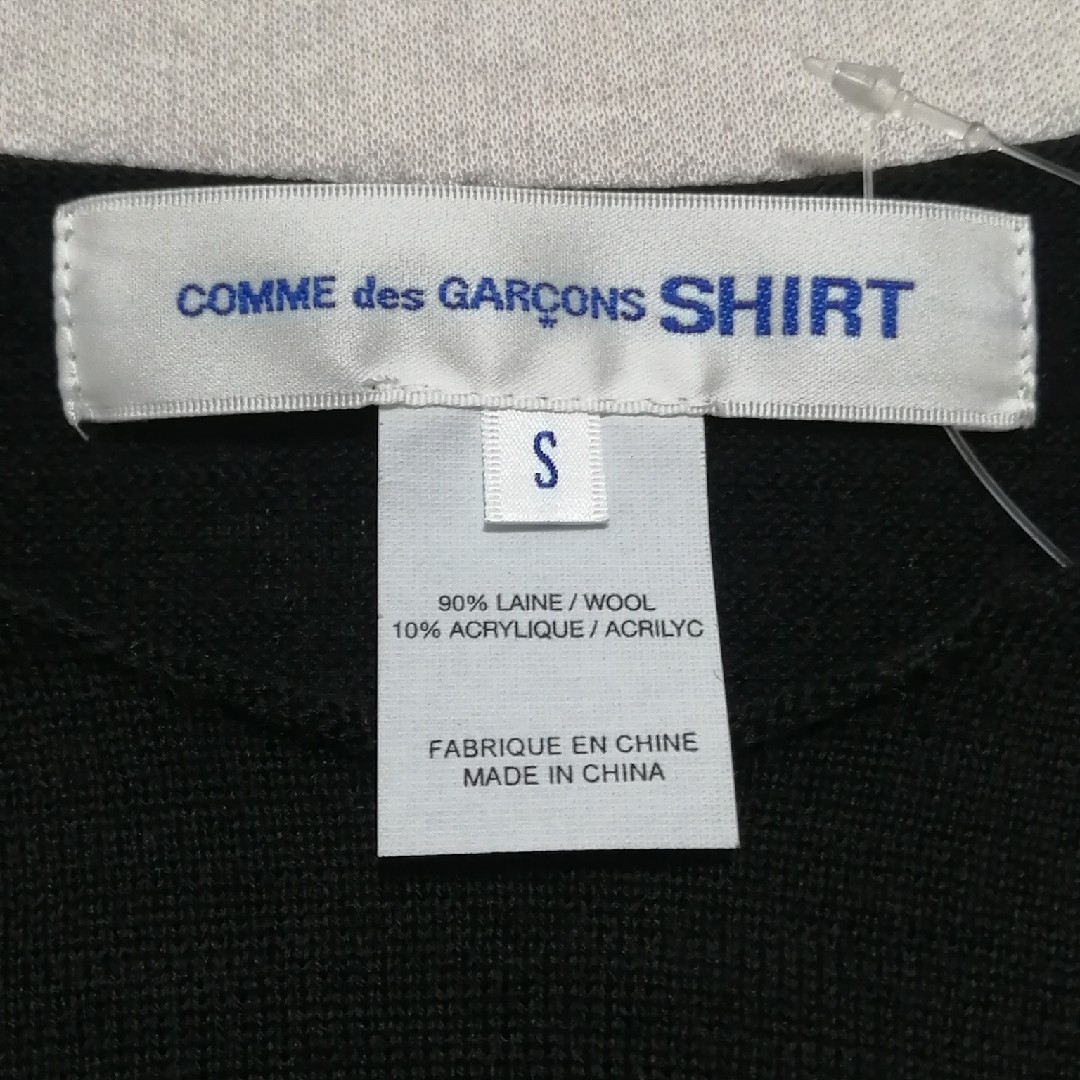 COMME des GARÇONS SHIRT
S
90% LAINE / WOOL
10% ACRYLIQUE / ACRILYC
FABRIQUE EN CHINE
MADE IN CHINA